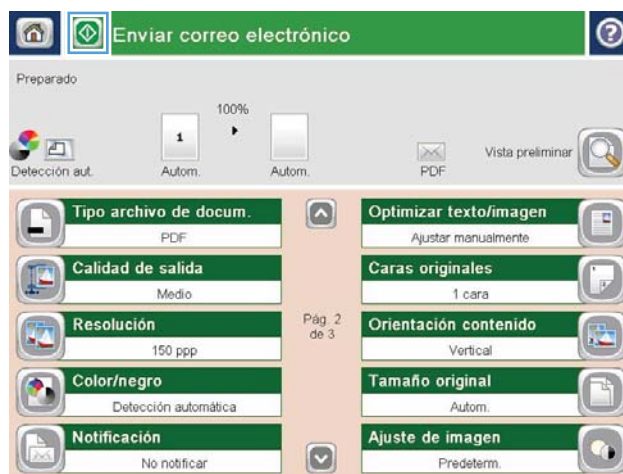 Enviar correo electrónico
?
Preparado
100%
1
Detección aut.
Autom.
Autom.
PDF
Vista preliminar
Tipo archivo de docum.
PDF
Optimizar texto/imagen
Ajustar manualmente
Calidad de salida
Medio
Caras originales
1 cara
Resolución
150 ppp
Pág. 2
de 3
Orientación contenido
Vertical
Color/negro
Detección automática
Tamaño original
Autom.
Notificación
No notificar
Ajuste de imagen
Predeterm.